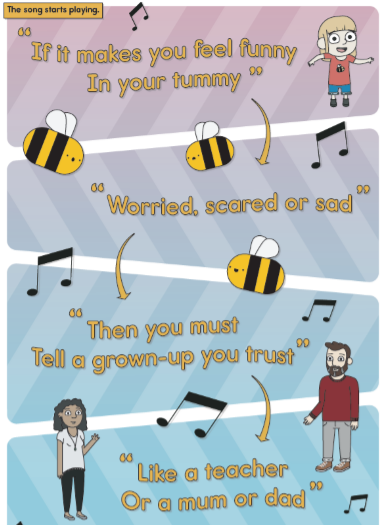 The song starts playing.
“If it makes you feel funny
In your tummy”
“Worried, scared or sad”
“Then you must
Tell a grown-up you trust”
“Like a teacher
Or a mum or dad”